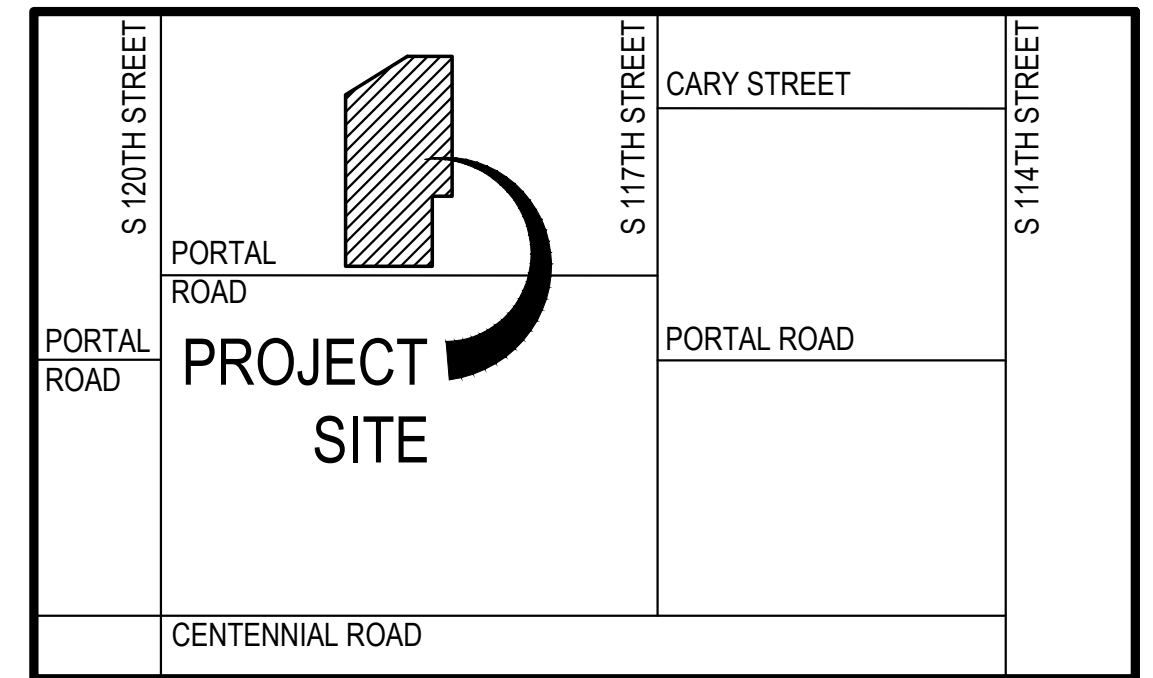 S 120TH STREET
S 117TH STREET
CARY STREET
S 114TH STREET
PORTAL
ROAD
PORTAL
ROAD
PROJECT
SITE
PORTAL ROAD
CENTENNIAL ROAD